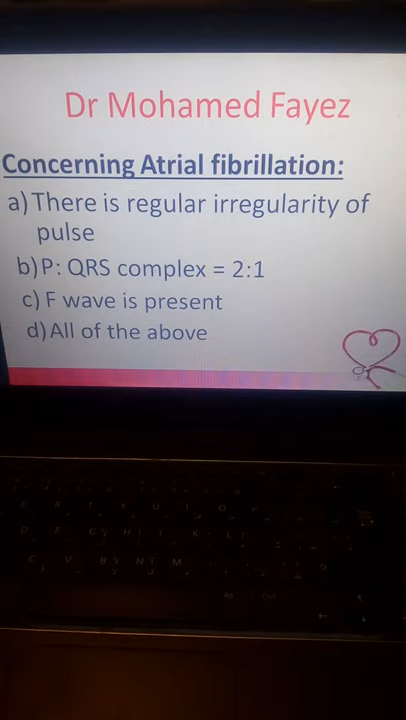 Dr Mohamed Fayez
Concerning Atrial fibrillation:
a) There is regular irregularity of
pulse
b) P: QRS complex = 2:1
c) F wave is present
d) All of the above